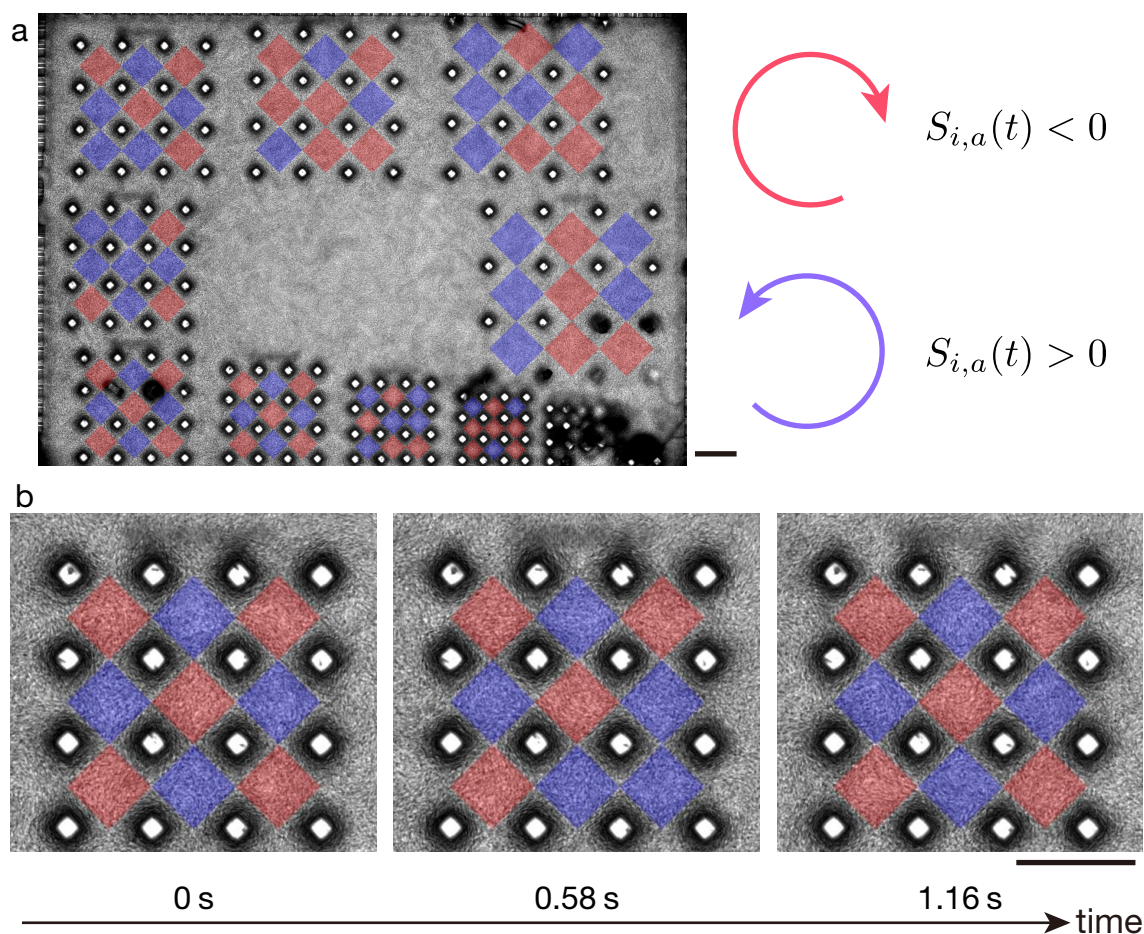 a
S_{i,a}(t) < 0
S_{i,a}(t) > 0
b
0 s
0.58 s
1.16 s
time